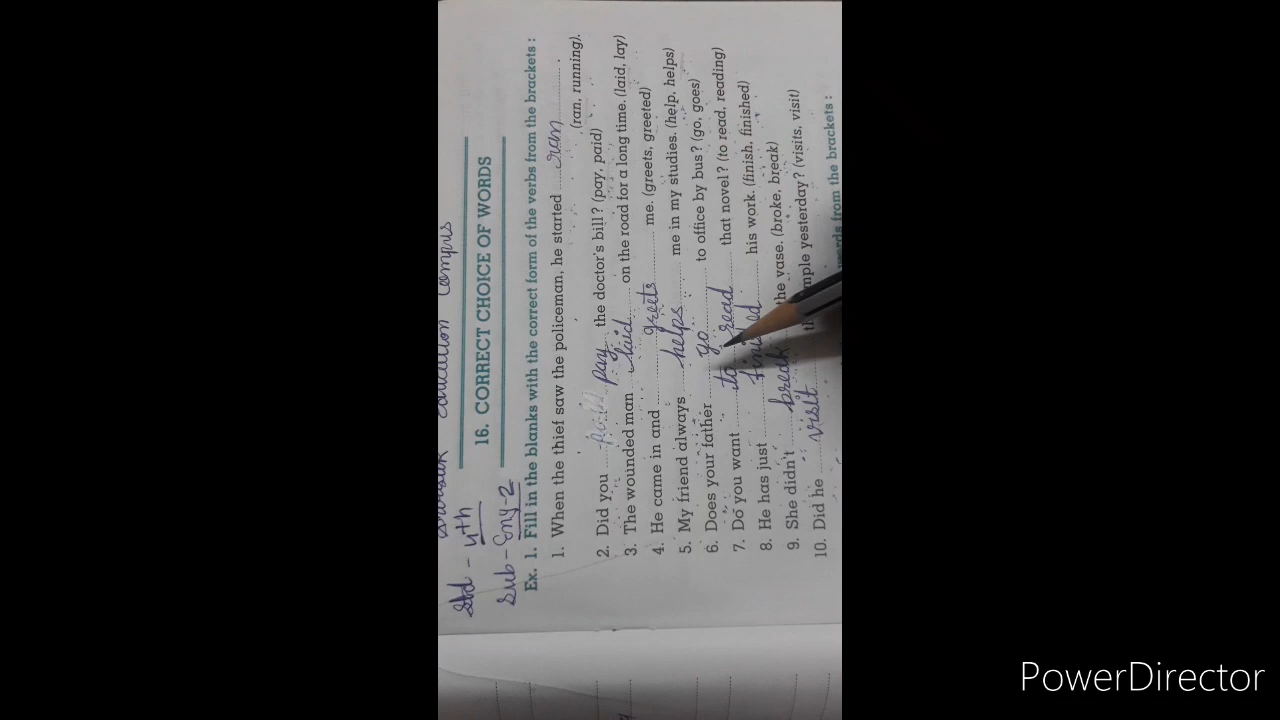 Education Campus
Std - 4th
16. CORRECT CHOICE OF WORDS
Sub - Eng-2
Ex. 1. Fill in the blanks with the correct form of the verbs from the brackets :
1. When the thief saw the policeman, he started ran .
(ran, running).
2. Did you pay the doctor's bill? (pay, paid)
3. The wounded man laid on the road for a long time. (laid, lay)
4. He came in and greets me. (greets, greeted)
5. My friend always helps me in my studies. (help, helps)
6. Does your father go to office by bus? (go, goes)
7. Do you want to read that novel? (to read, reading)
8. He has just finished his work. (finish, finished)
9. She didn't break the vase. (broke, break)
10. Did he visit temple yesterday? (visits, visit)
words from the brackets :
PowerDirector